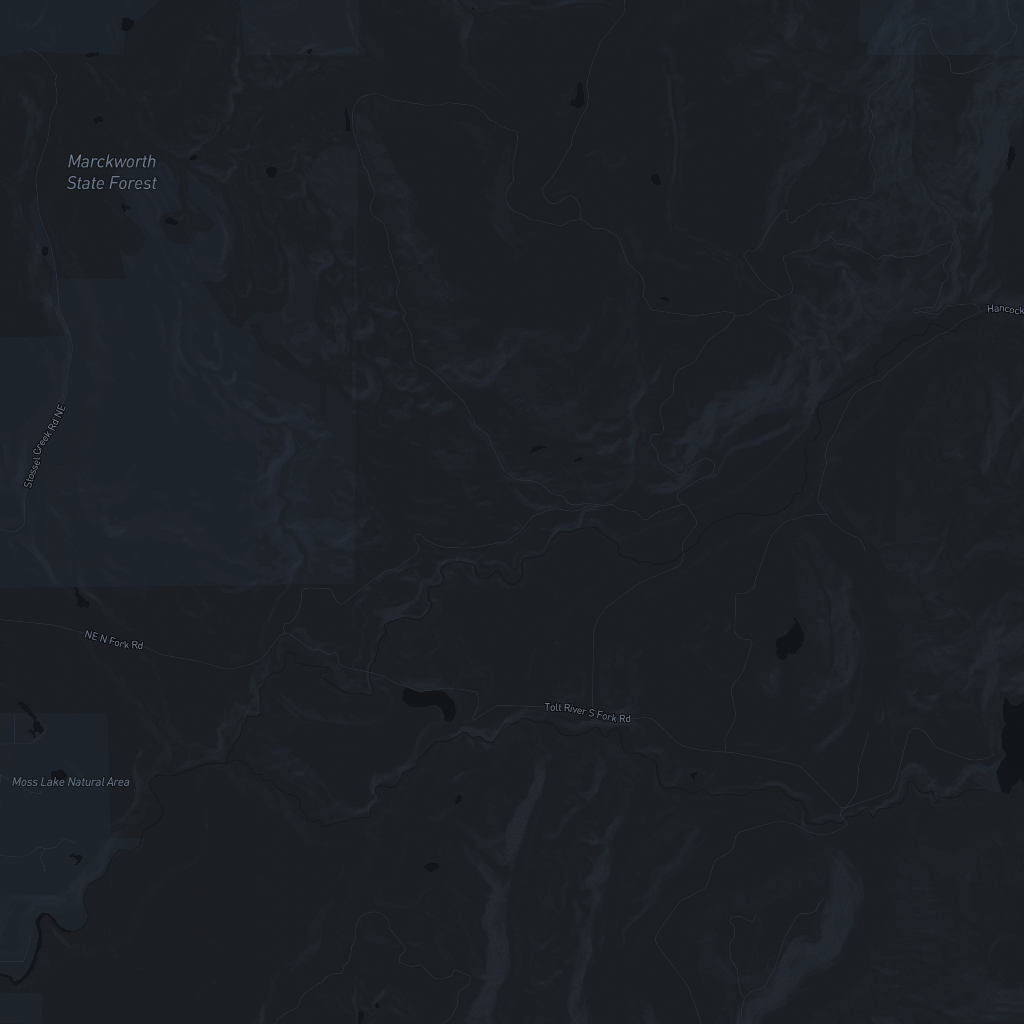 Marckworth
State Forest
Hancock
Stossel Creek Rd NE
NE N Fork Rd
Tolt River S Fork Rd
Moss Lake Natural Area